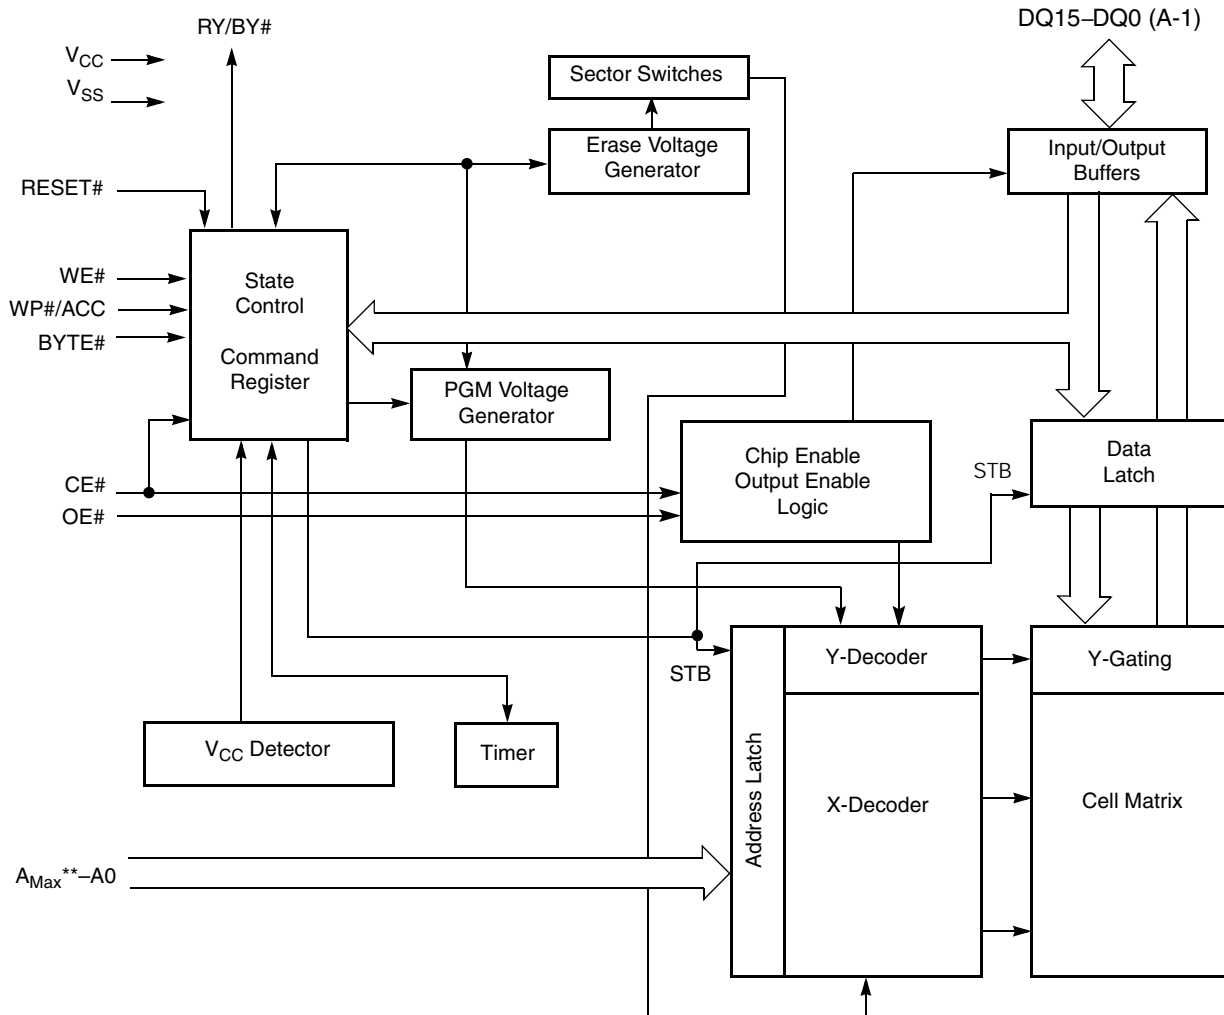 RY/BY#
DQ15–DQ0 (A-1)
VCC
VSS
Sector Switches
Erase Voltage
Generator
Input/Output
Buffers
RESET#
WE#
WP#/ACC
BYTE#
State
Control
Command
Register
PGM Voltage
Generator
Chip Enable
Output Enable
Logic
Data
Latch
STB
CE#
OE#
STB
Y-Decoder
Y-Gating
VCC Detector
Timer
Address Latch
X-Decoder
Cell Matrix
AMax**–A0